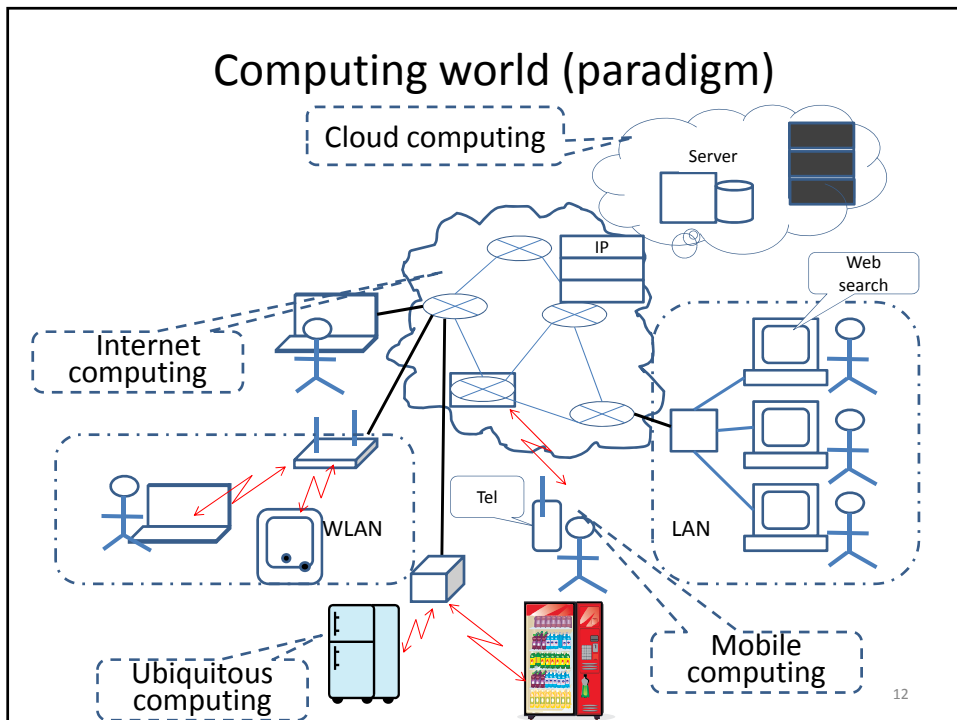 Computing world (paradigm)
Cloud computing
Server
IP
Web
search
Internet
computing
Tel
WLAN
LAN
Ubiquitous
computing
Mobile
computing
12